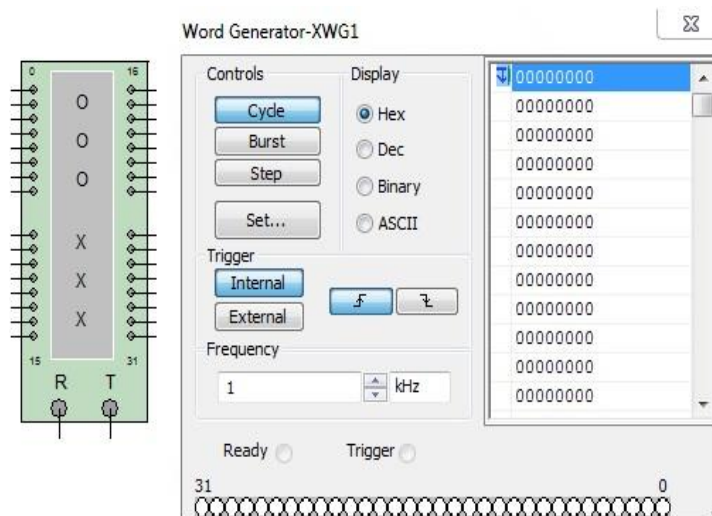 Word Generator-XWG1
0 16
O
O
O
X
X
X
15 31
R T
Controls
Cycle
Burst
Step
Set...
Display
Hex
Dec
Binary
ASCII
Trigger
Internal
External
Frequency
1 kHz
Ready
Trigger
00000000
00000000
00000000
00000000
00000000
00000000
00000000
00000000
00000000
00000000
00000000
00000000
31 0